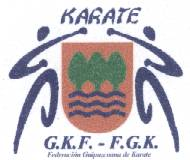 KARATE
G.K.F. - F.G.K.
Federación Guipuzcoana de Karate